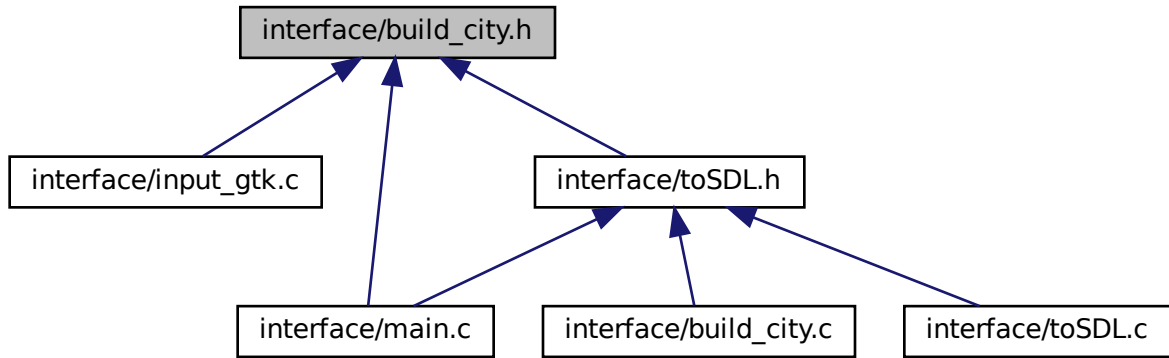 interface/build_city.h
interface/input_gtk.c
interface/toSDL.h
interface/main.c
interface/build_city.c
interface/toSDL.c